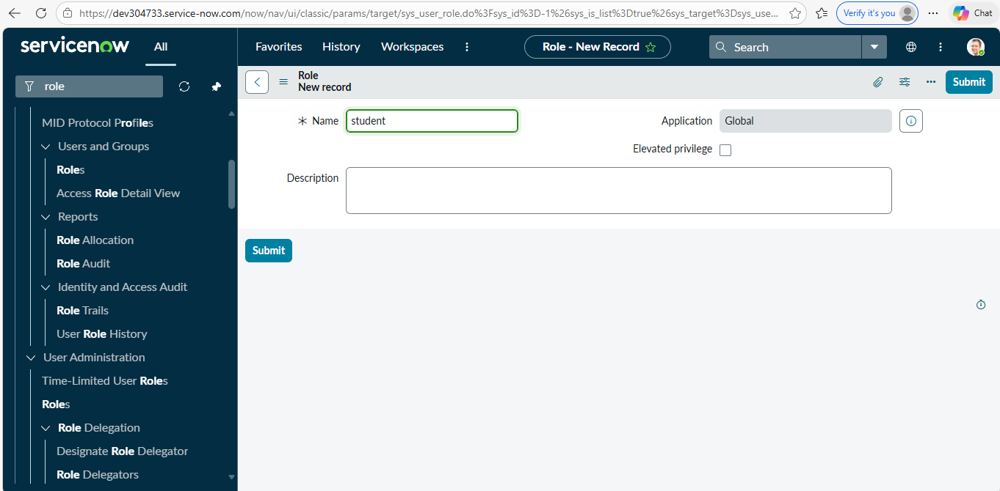 https://dev304733.service-now.com/now/nav/ui/classic/params/target/sys_user_role.do%3Fsys_id%3D-1%26sys_is_list%3Dtrue%26sys_target%3Dsys_use...
Verify it's you
Chat
servicenow
All
Favorites
History
Workspaces
Role - New Record
Search
role
Role
New record
Submit
MID Protocol Profiles
Users and Groups
Roles
Access Role Detail View
Reports
Role Allocation
Role Audit
Identity and Access Audit
Role Trails
User Role History
User Administration
Time-Limited User Roles
Roles
Role Delegation
Designate Role Delegator
Role Delegators
Name
student
Application
Global
Elevated privilege
Description
Submit